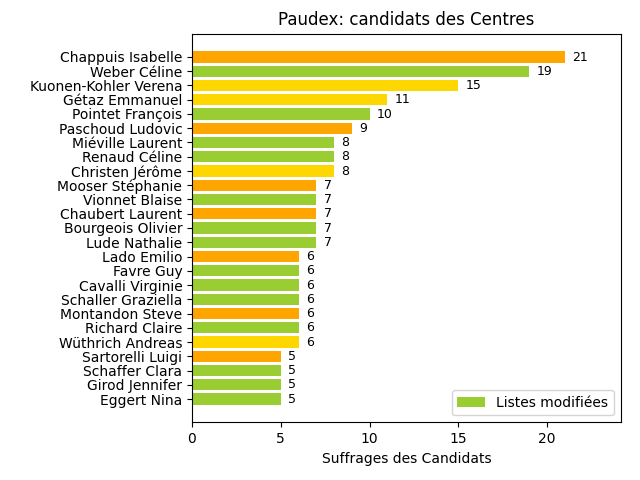 Paudex: candidats des Centres
Chappuis Isabelle 21
Weber Céline 19
Kuonen-Kohler Verena 15
Gétaz Emmanuel 11
Pointet François 10
Paschoud Ludovic 9
Miéville Laurent 8
Renaud Céline 8
Christen Jérôme 8
Mooser Stéphanie 7
Vionnet Blaise 7
Chaubert Laurent 7
Bourgeois Olivier 7
Lude Nathalie 7
Lado Emilio 6
Favre Guy 6
Cavalli Virginie 6
Schaller Graziella 6
Montandon Steve 6
Richard Claire 6
Wüthrich Andreas 6
Sartorelli Luigi 5
Schaffer Clara 5
Girod Jennifer 5
Eggert Nina 5
Listes modifiées
0 5 10 15 20
Suffrages des Candidats